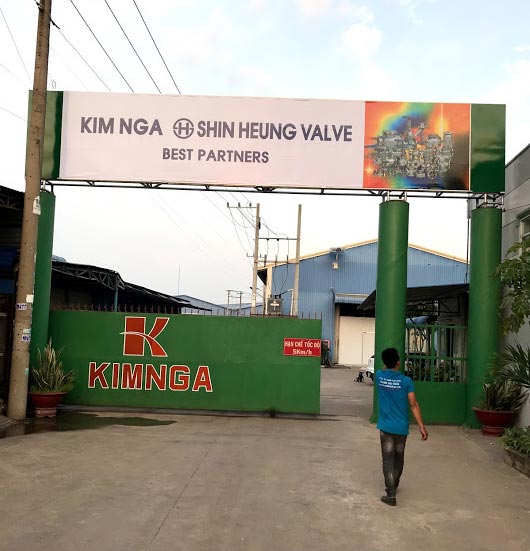 KIM NGA H SHIN HEUNG VALVE
BEST PARTNERS
K
KIMNGA
HẠN CHẾ TỐC ĐỘ
5Km/h